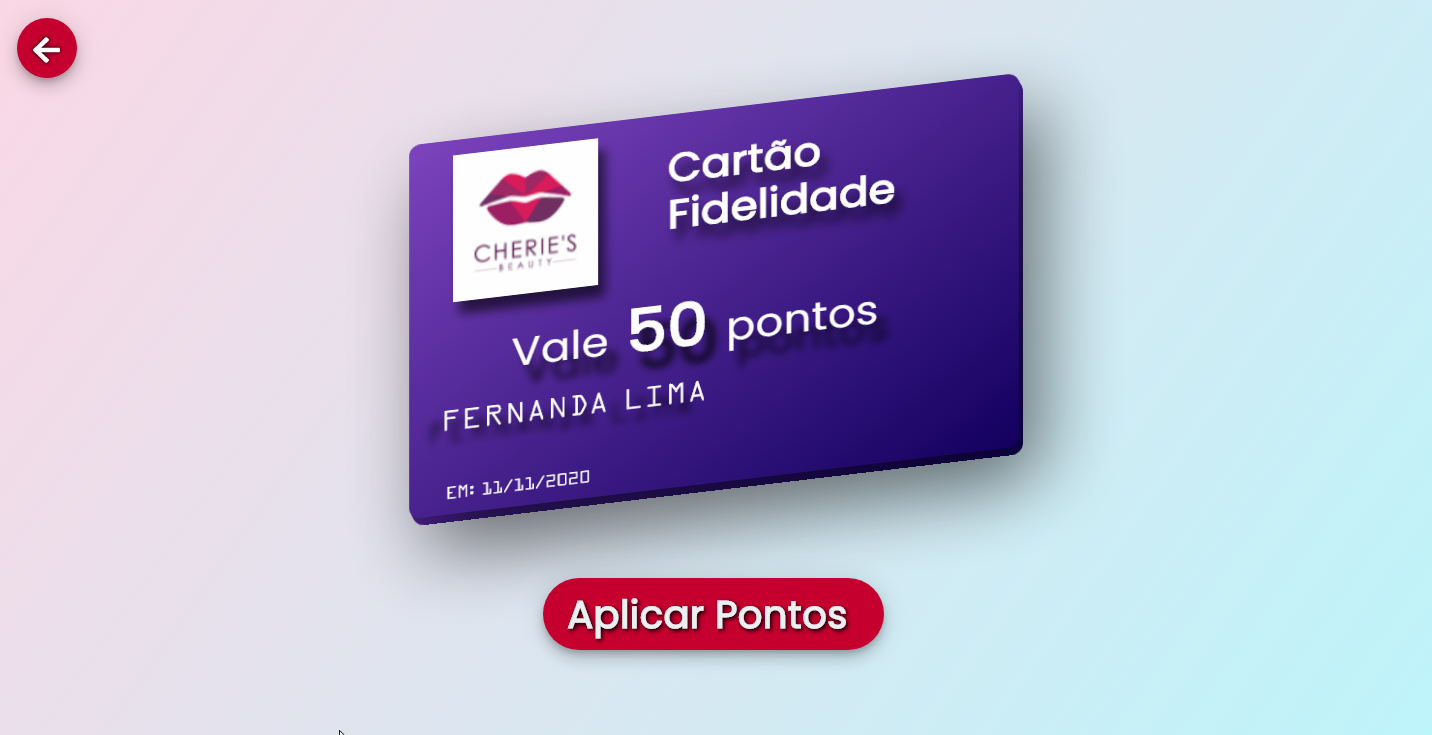 Cartão
Fidelidade
CHERIE'S
BEAUTY
Vale 50 pontos
FERNANDA LIMA
EM: 11/11/2020
Aplicar Pontos